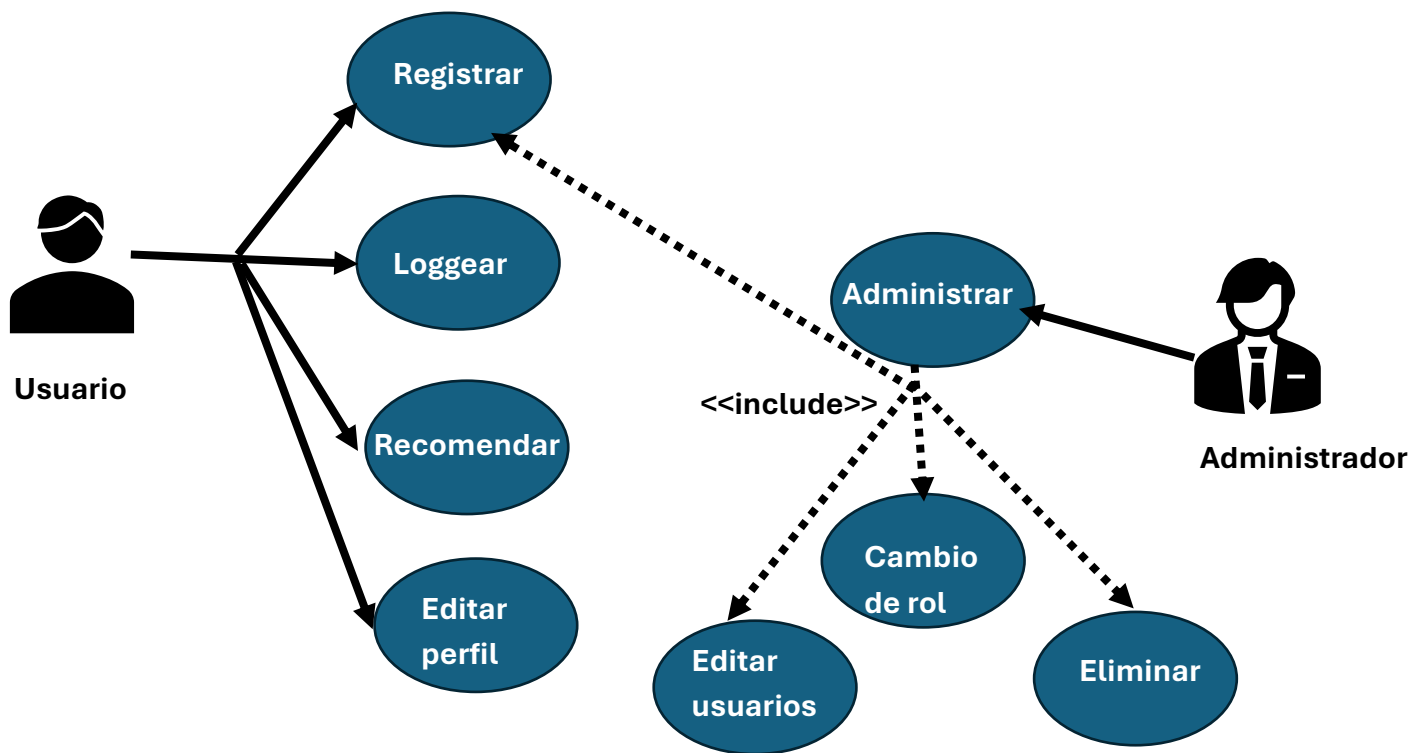 Registrar
Loggear
Administrar
Usuario
<<include>>
Recomendar
Administrador
Cambio
de rol
Editar
perfil
Editar
usuarios
Eliminar